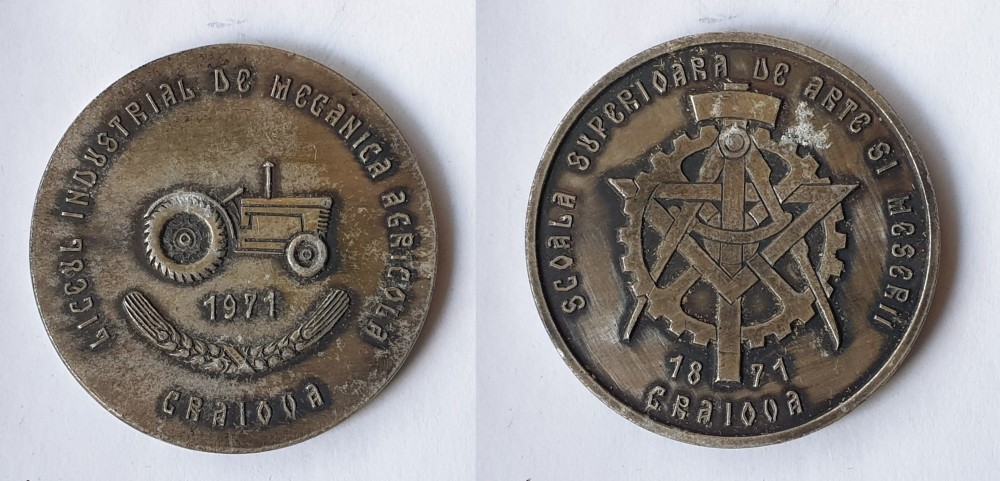 LICEUL INDUSTRIAL DE MECANICA AGRICOLA
1971
CRAIOVA
SCOALA SUPERIOARA DE ARTE SI MESERII
18 71
CRAIOVA